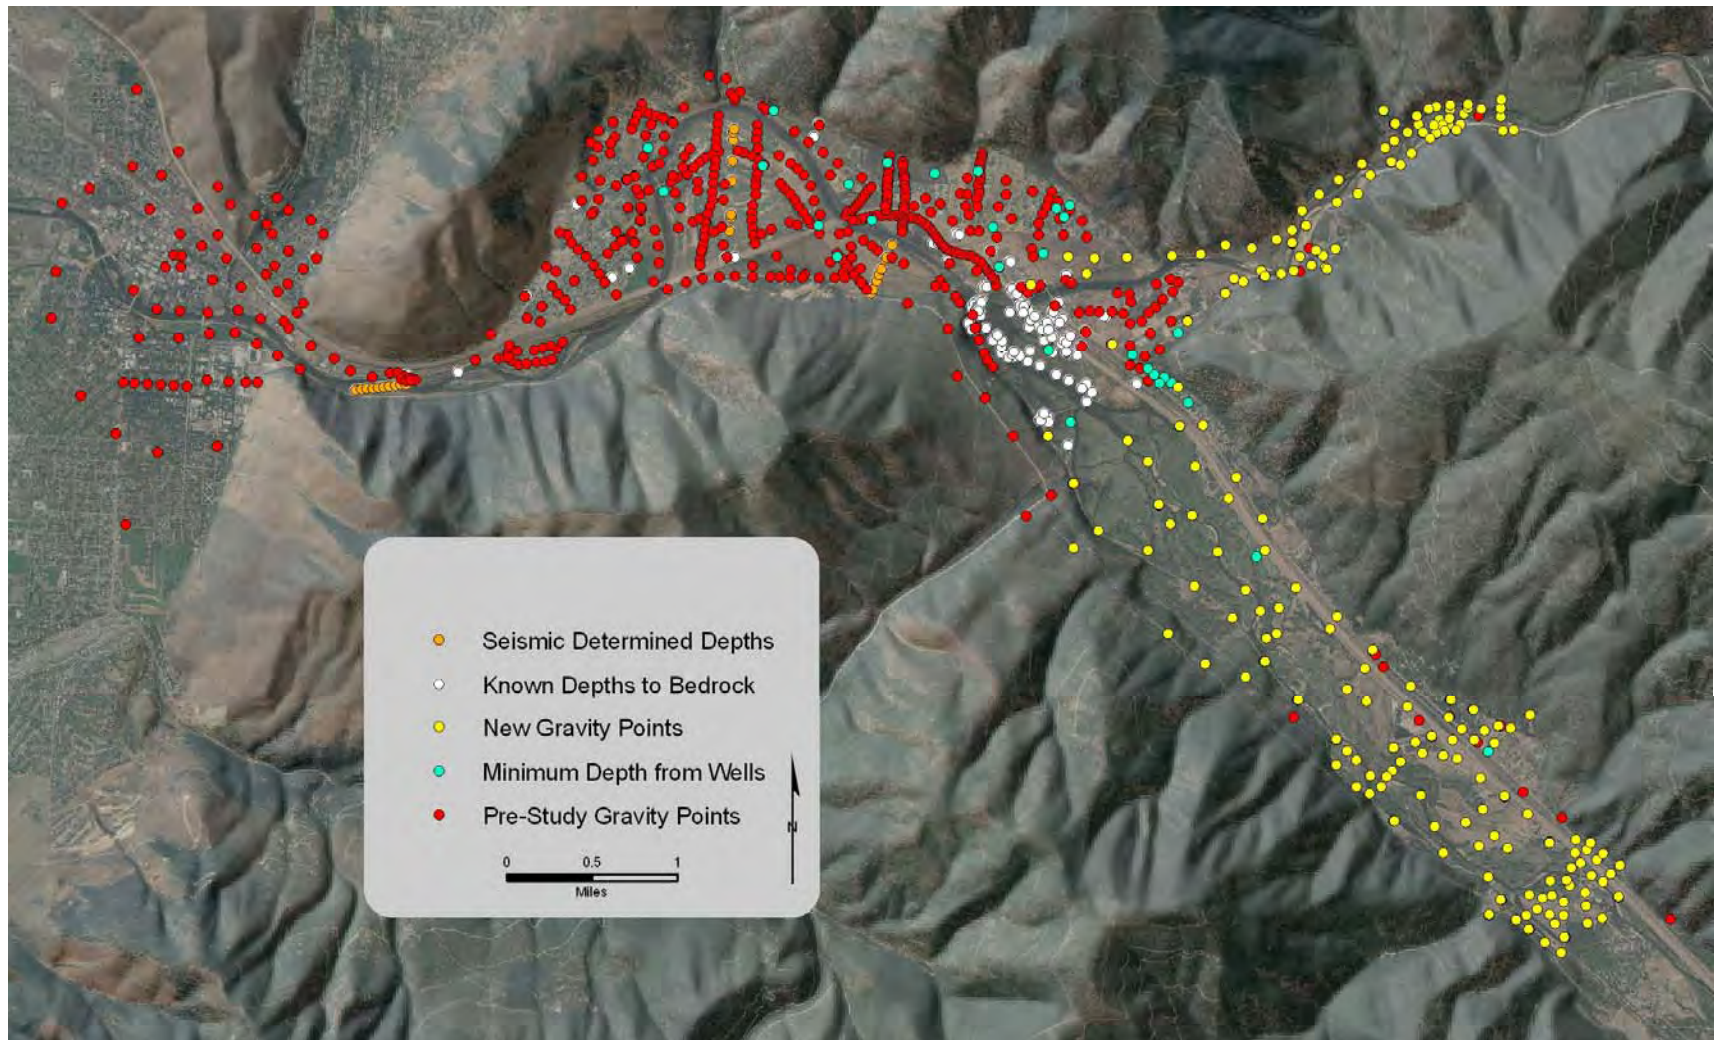 Seismic Determined Depths
Known Depths to Bedrock
New Gravity Points
Minimum Depth from Wells
Pre-Study Gravity Points
N
0 0.5 1
Miles